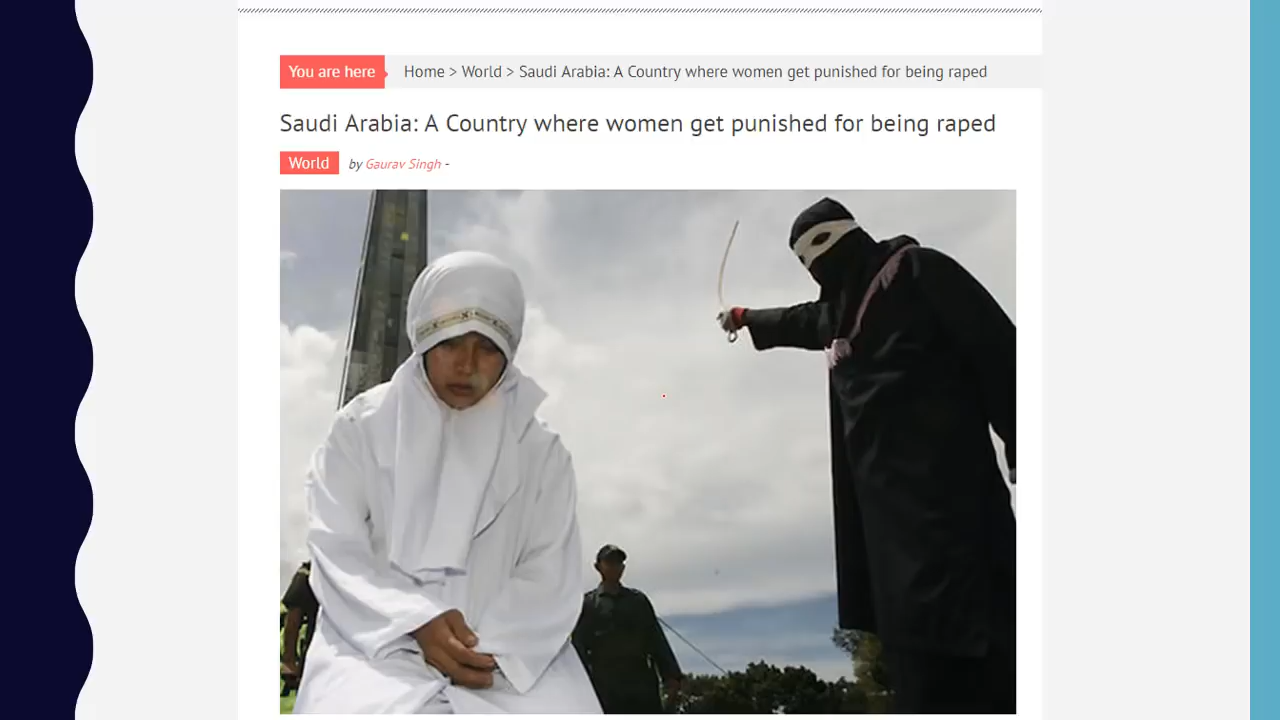 You are here Home > World > Saudi Arabia: A Country where women get punished for being raped
Saudi Arabia: A Country where women get punished for being raped
World by Gaurav Singh -